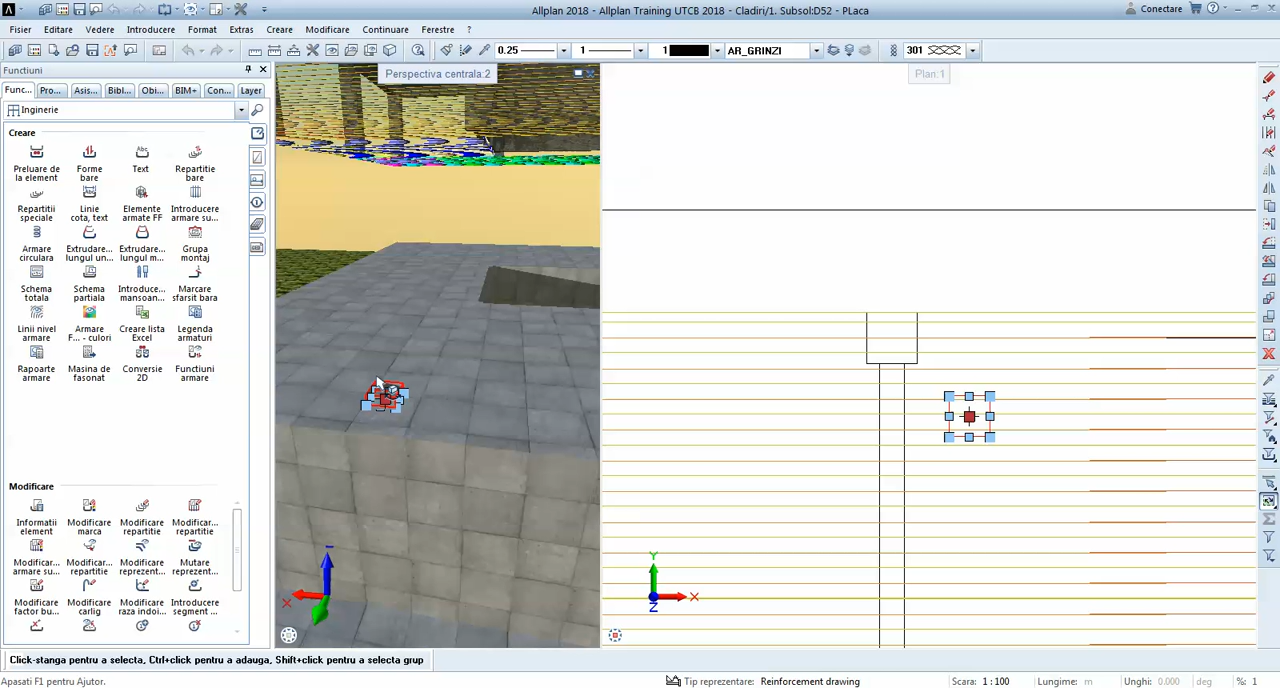 Allplan 2018 - Allplan Training UTCB 2018 - Cladiri/1. Subsol:D52 - PLaca
Conectare
Fisier Editare Vedere Introducere Format Extras Creare Modificare Continuare Ferestre
0.25 1 1 AR_GRINZI 301
Functiuni
Func... Pro... Asis... Bibl... Obi... BIM+ Con... Layer
Inginerie
Creare
Preluare de la element
Forme bare
Text
Abc
Repartitie bare
Repartitii speciale
Linie cota, text
Elemente armate FF
Introducere armare su...
Armare circulara
Extrudare... lungul un...
Extrudare... lungul m...
Grupa montaj
Schema totala
Schema partiala
Introduce... mansoan...
Marcare sfarsit bara
Linii nivel armare
Armare F... - culori
Creare lista Excel
Legenda armaturi
Rapoarte armare
Masina de fasonat
Conversie 2D
Functiuni armare
Modificare
Informatii element
Modificare marca
Modificare repartitie
Modificar... repartitie
Modificar... armare su...
Modificar... repartitie
Modificare reprezent...
Mutare reprezent...
Modificare factor bu...
Modificare carlig
Modificare raza indoi...
Introducere segment ...
Perspectiva centrala:2
Plan:1
X
Y
X
Z
Click-stanga pentru a selecta, Ctrl+click pentru a adauga, Shift+click pentru a selecta grup
Apasati F1 pentru Ajutor.
Tip reprezentare: Reinforcement drawing Scara: 1 : 100 Lungime: m Unghi: 0.000 deg %: 1